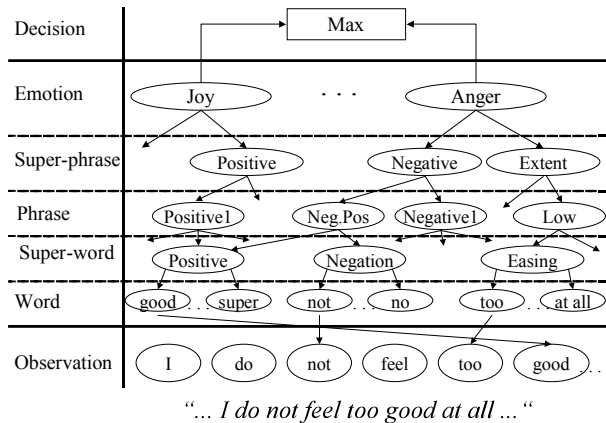 Decision Max
Emotion Joy . . . Anger
Super-phrase Positive Negative Extent
Phrase Positive1 Neg.Pos Negative1 Low
Super-word Positive Negation Easing
Word good ... super not ... no too ... at all
Observation I do not feel too good ...
“... I do not feel too good at all ...“